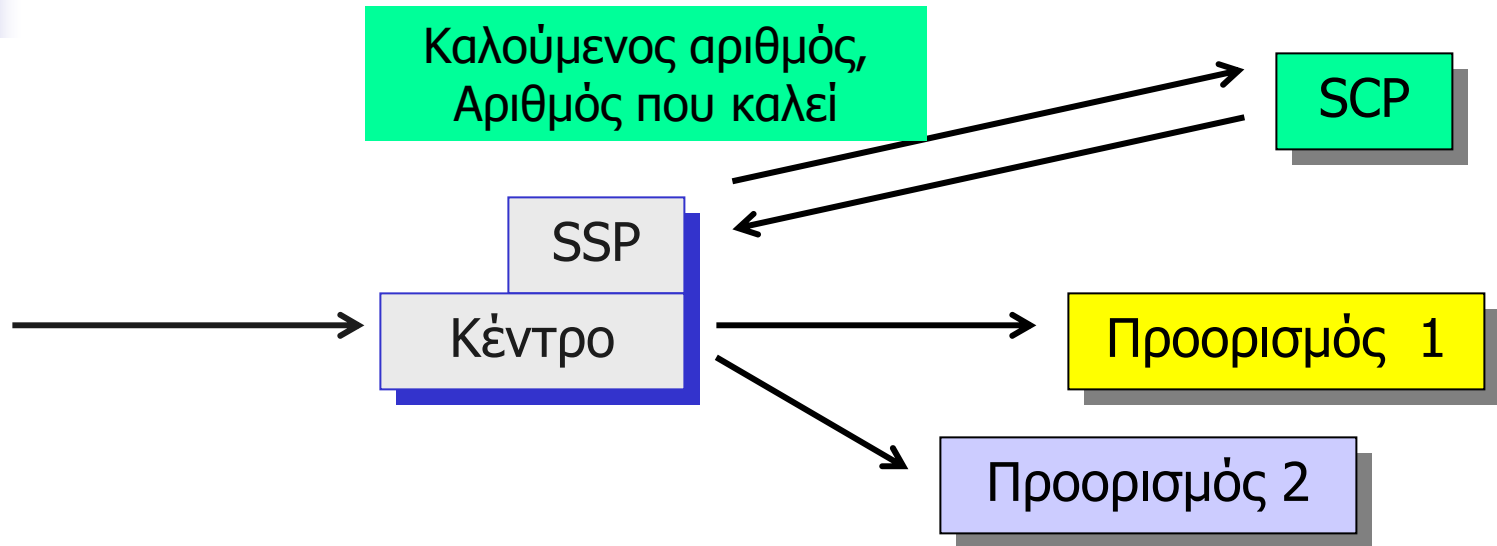 Καλούμενος αριθμός,
Αριθμός που καλεί
SCP
SSP
Κέντρο
Προορισμός 1
Προορισμός 2